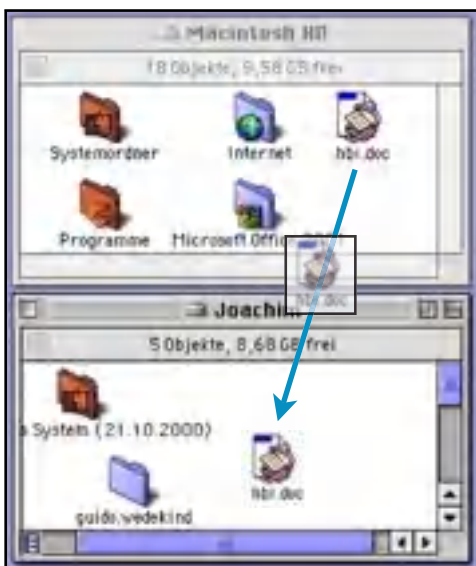 Macintosh HD
18 Objekte, 9,58 GB frei
Systemordner
Internet
hbi.doc
Programme
Microsoft Office
hbi.doc
Joachim
5 Objekte, 8,68 GB frei
System (21.10.2000)
hbi.doc
guido.wedekind